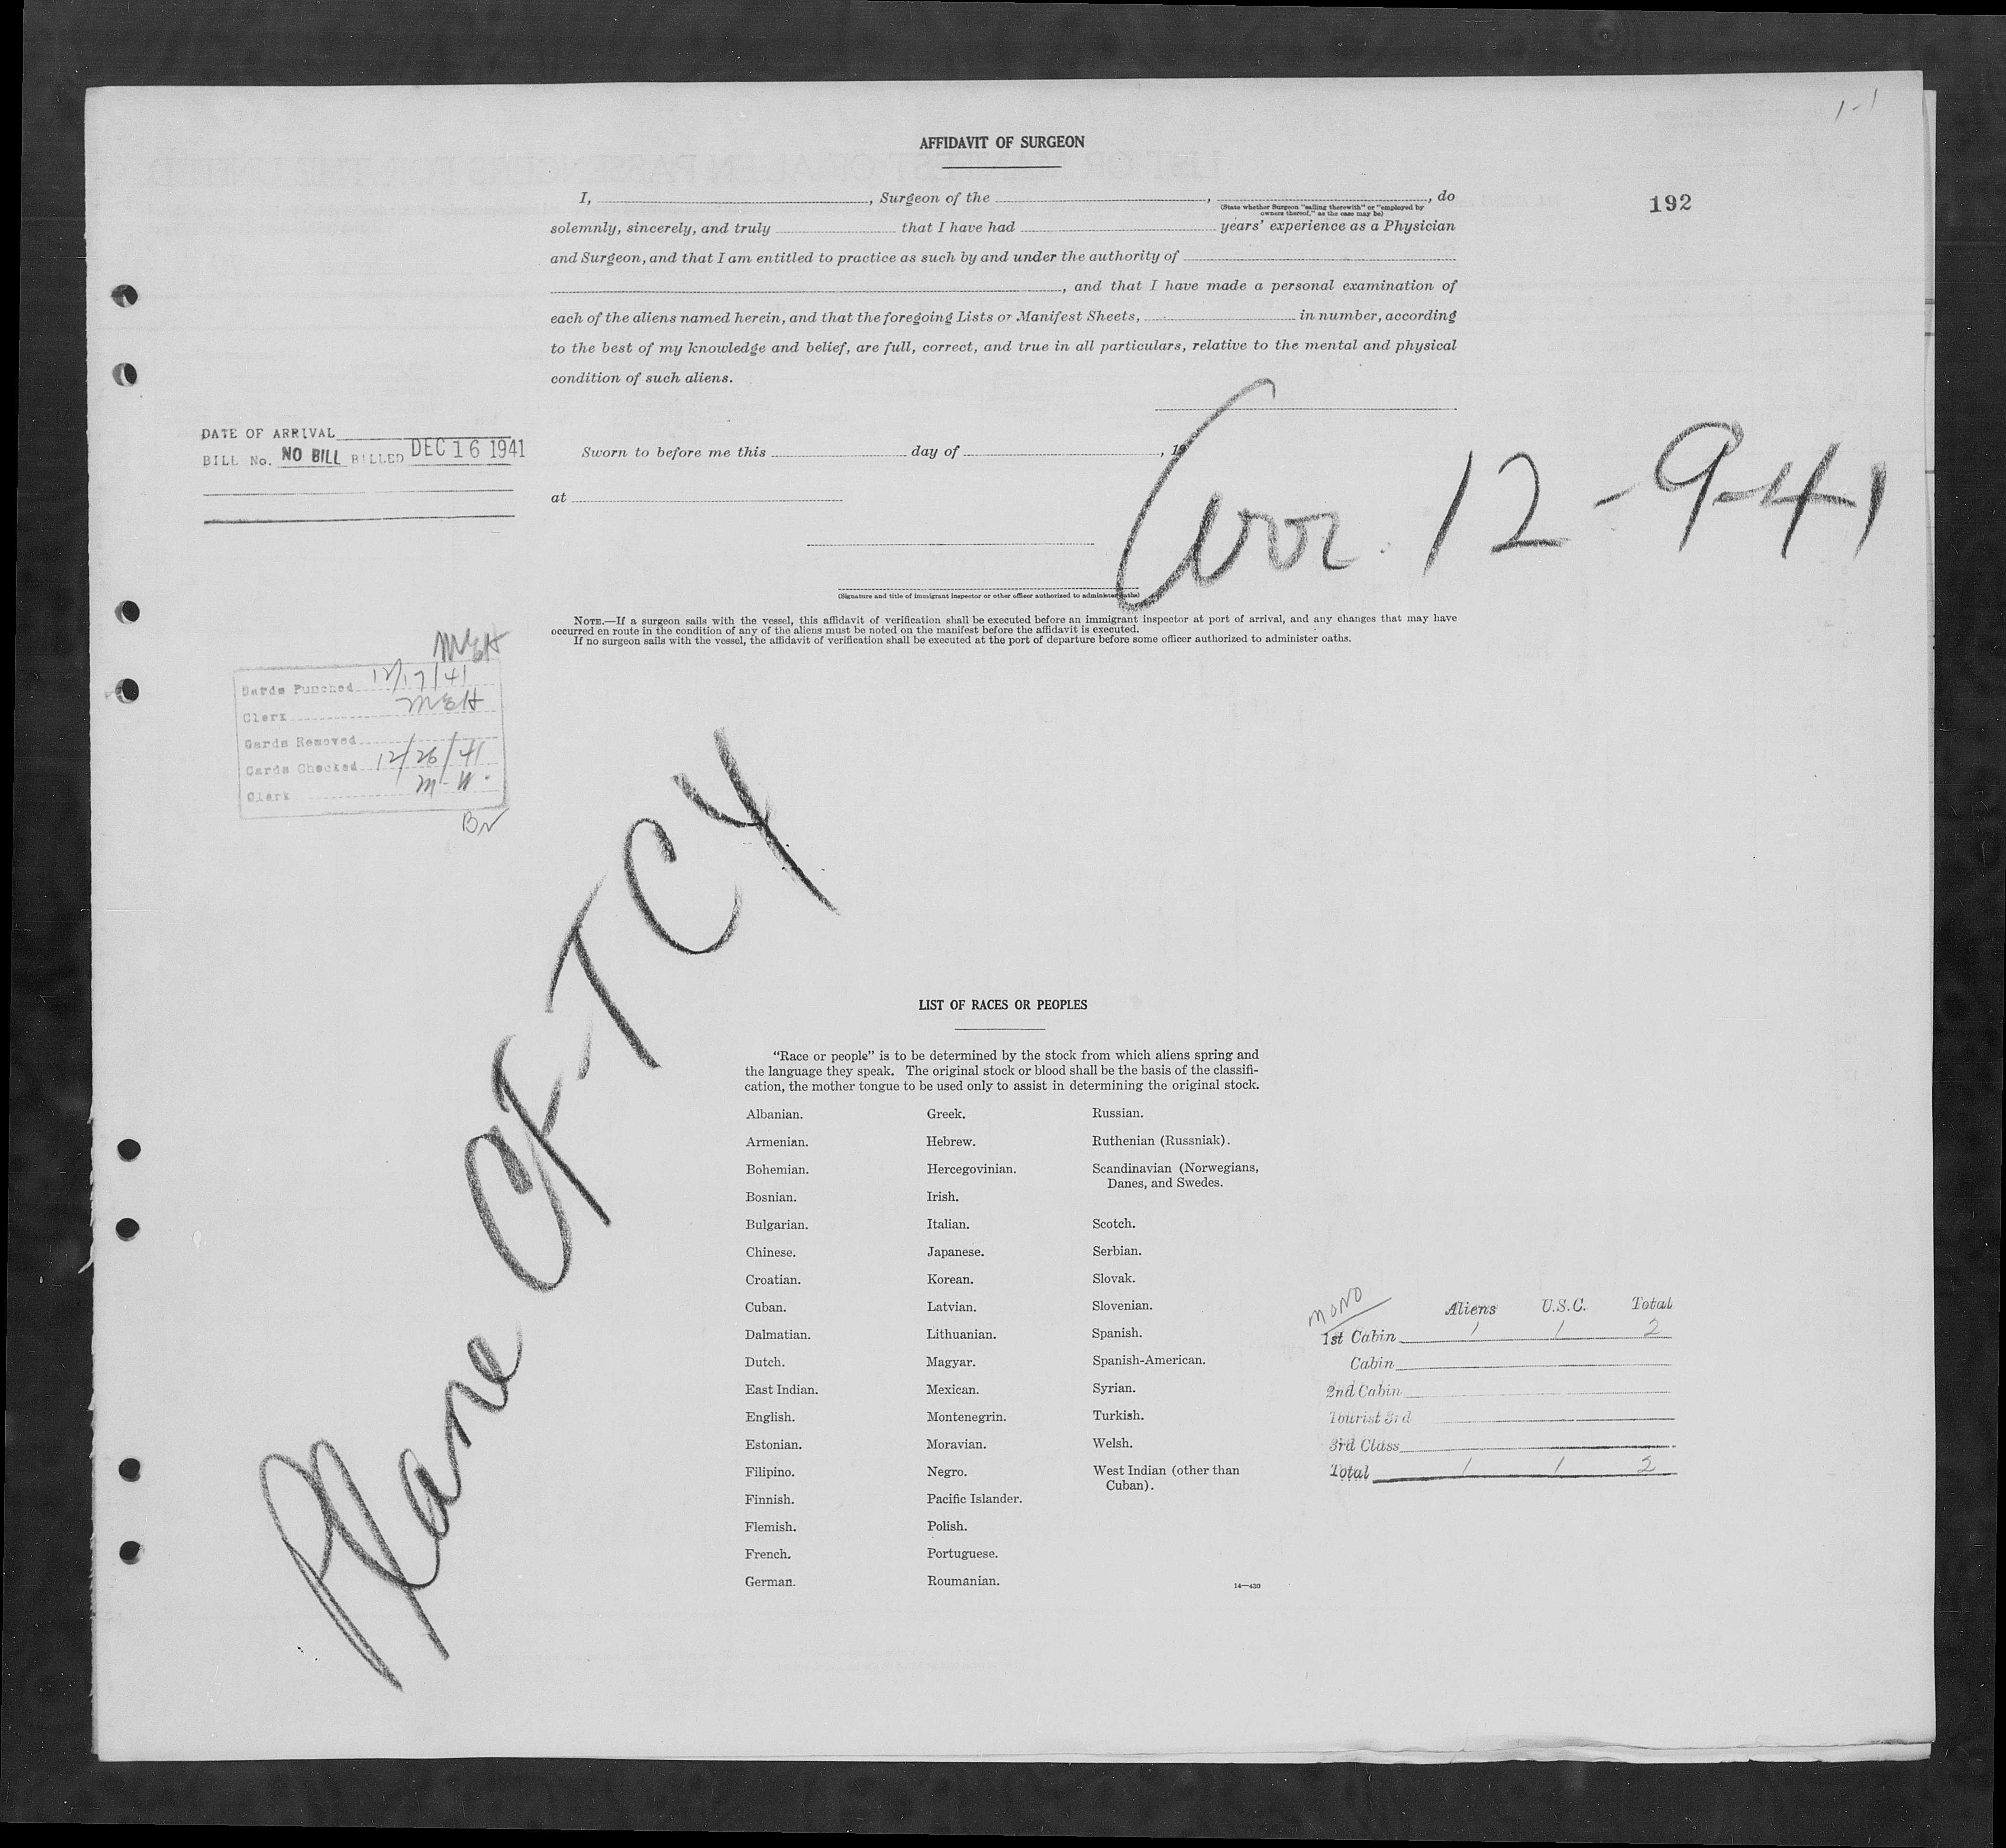 1-1
AFFIDAVIT OF SURGEON
192
I, , Surgeon of the , , do
(State whether Surgeon "sailing therewith" or "employed by
owners thereof," as the case may be)
solemnly, sincerely, and truly that I have had years' experience as a Physician
and Surgeon, and that I am entitled to practice as such by and under the authority of
, and that I have made a personal examination of
each of the aliens named herein, and that the foregoing Lists or Manifest Sheets, in number, according
to the best of my knowledge and belief, are full, correct, and true in all particulars, relative to the mental and physical
condition of such aliens.
DATE OF ARRIVAL
BILL No. NO BILL BILLED DEC 16 1941
Sworn to before me this day of , 19
at
Arr. 12-9-41
(Signature and title of immigrant inspector or other officer authorized to administer oaths)
NOTE.—If a surgeon sails with the vessel, this affidavit of verification shall be executed before an immigrant inspector at port of arrival, and any changes that may have
occurred en route in the condition of any of the aliens must be noted on the manifest before the affidavit is executed.
If no surgeon sails with the vessel, the affidavit of verification shall be executed at the port of departure before some officer authorized to administer oaths.
MEH
Cards Punched 12/17/41
Clerk MEH
Cards Removed
Cards Checked 12/26/41
Clerk M-W.
Plane CF-TCY
LIST OF RACES OR PEOPLES
"Race or people" is to be determined by the stock from which aliens spring and
the language they speak. The original stock or blood shall be the basis of the classifi-
cation, the mother tongue to be used only to assist in determining the original stock.
Albanian.
Armenian.
Bohemian.
Bosnian.
Bulgarian.
Chinese.
Croatian.
Cuban.
Dalmatian.
Dutch.
East Indian.
English.
Estonian.
Filipino.
Finnish.
Flemish.
French.
German.
Greek.
Hebrew.
Hercegovinian.
Irish.
Italian.
Japanese.
Korean.
Latvian.
Lithuanian.
Magyar.
Mexican.
Montenegrin.
Moravian.
Negro.
Pacific Islander.
Polish.
Portuguese.
Roumanian.
Russian.
Ruthenian (Russniak).
Scandinavian (Norwegians,
Danes, and Swedes.
Scotch.
Serbian.
Slovak.
Slovenian.
Spanish.
Spanish-American.
Syrian.
Turkish.
Welsh.
West Indian (other than
Cuban).
14—430
MONO
Aliens U.S.C. Total
1st Cabin 1 1 2
Cabin
2nd Cabin
Tourist 3rd
3rd Class
Total 1 1 2